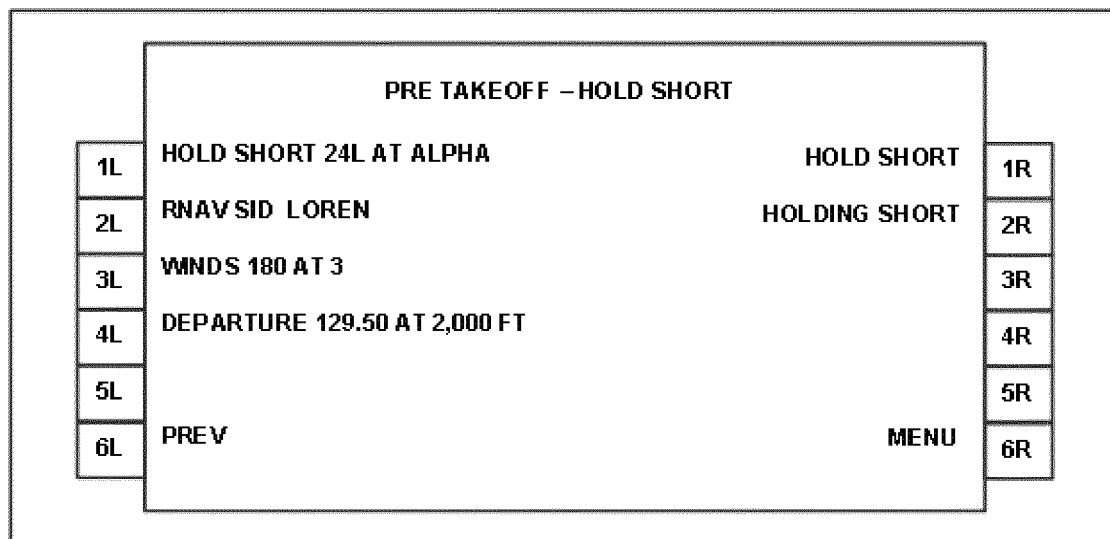 PRE TAKEOFF – HOLD SHORT
1L HOLD SHORT 24L AT ALPHA HOLD SHORT 1R
2L RNAV SID LOREN HOLDING SHORT 2R
3L WINDS 180 AT 3 3R
4L DEPARTURE 129.50 AT 2,000 FT 4R
5L 5R
6L PREV MENU 6R